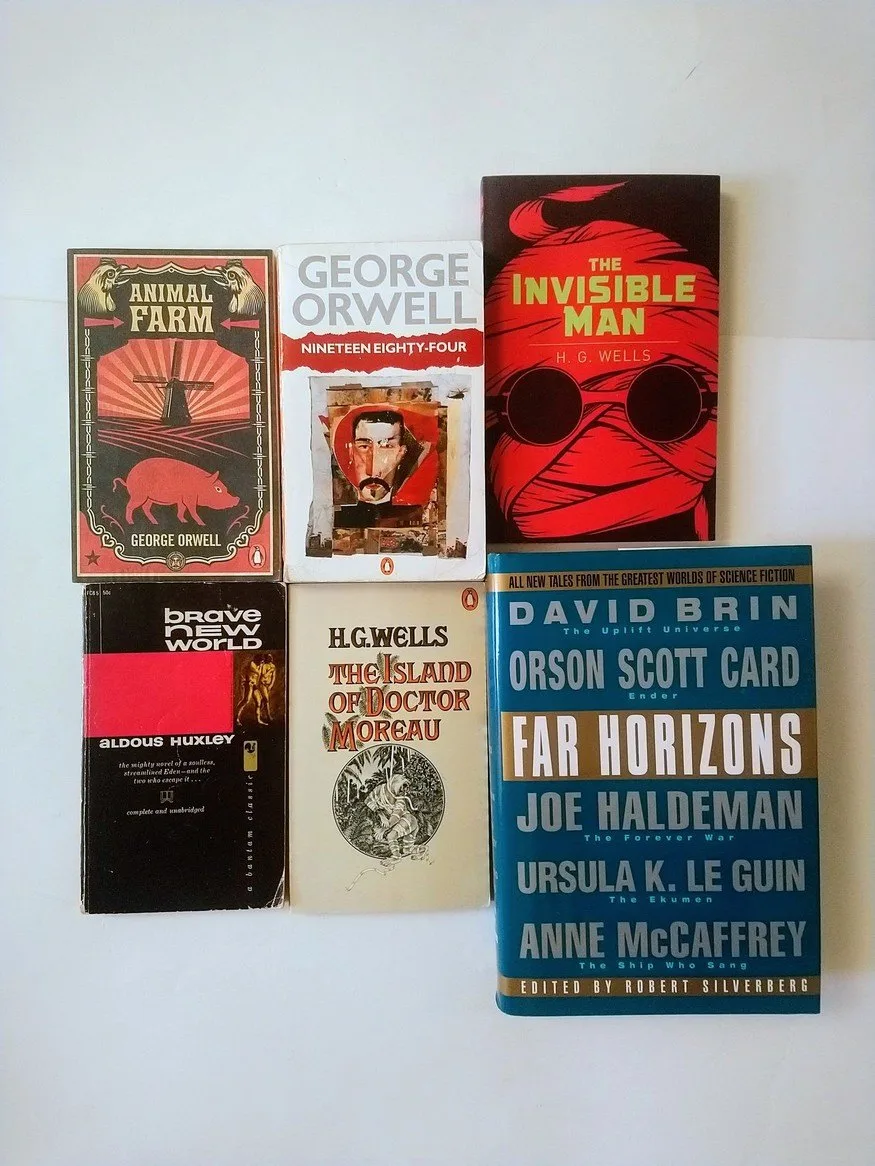 ANIMAL
FARM
GEORGE ORWELL
GEORGE
ORWELL
NINETEEN EIGHTY-FOUR
THE
INVISIBLE
MAN
H. G. WELLS
50¢
brave
new
world
aldous huxley
the mighty novel of a soulless,
streamlined Eden—and the
two who escape it . . .
complete and unabridged
a bantam classic
H.G.WELLS
THE ISLAND
OF DOCTOR
MOREAU
ALL NEW TALES FROM THE GREATEST WORLDS OF SCIENCE FICTION
DAVID BRIN
The Uplift Universe
ORSON SCOTT CARD
Ender
FAR HORIZONS
JOE HALDEMAN
The Forever War
URSULA K. LE GUIN
The Ekumen
ANNE McCAFFREY
The Ship Who Sang
EDITED BY ROBERT SILVERBERG